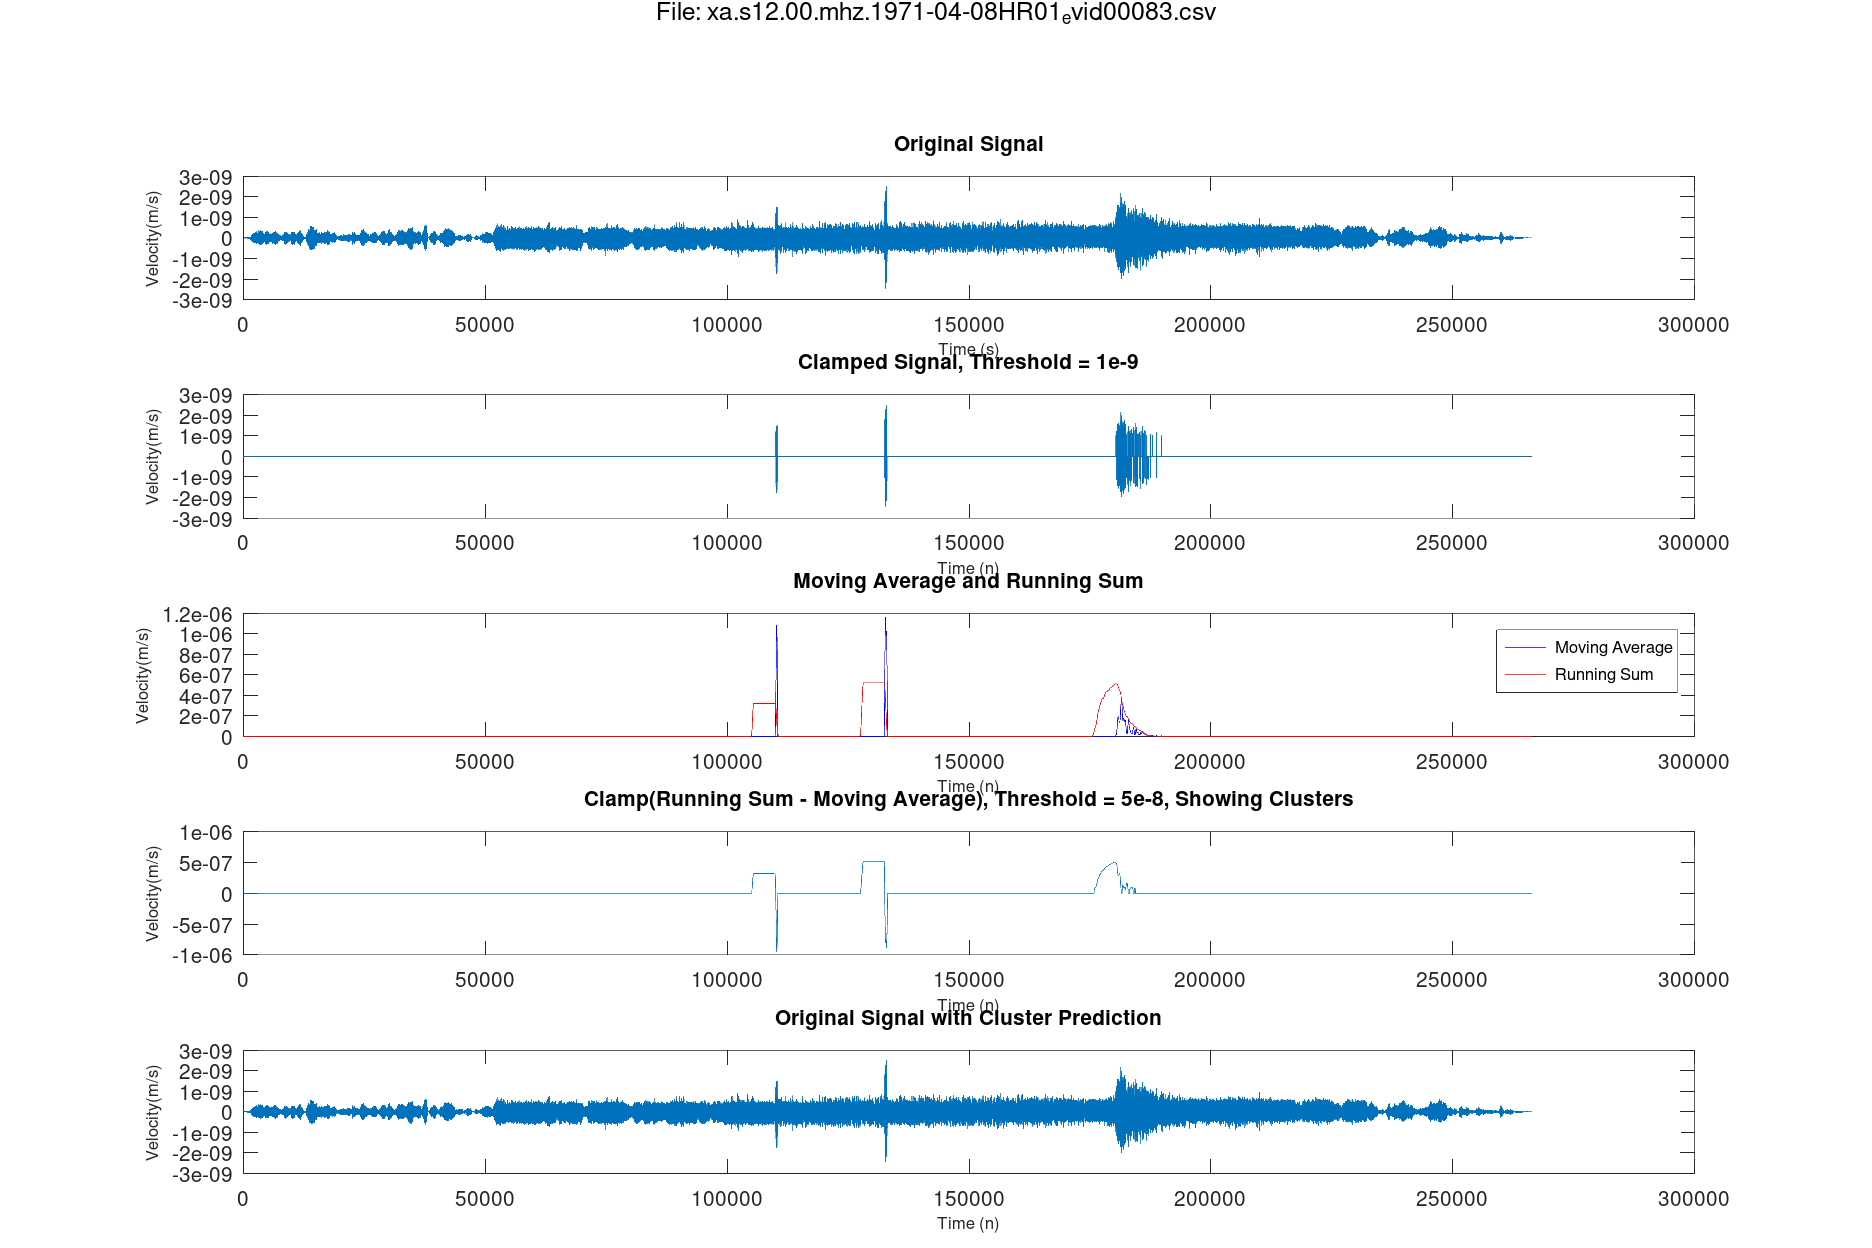 File: xa.s12.00.mhz.1971-04-08HR01evid00083.csv
Original Signal
Velocity(m/s)
3e-09
2e-09
1e-09
0
-1e-09
-2e-09
-3e-09
0 50000 100000 150000 200000 250000 300000
Time (s)
Clamped Signal, Threshold = 1e-9
Velocity(m/s)
3e-09
2e-09
1e-09
0
-1e-09
-2e-09
-3e-09
0 50000 100000 150000 200000 250000 300000
Time (n)
Moving Average and Running Sum
Velocity(m/s)
1.2e-06
1e-06
8e-07
6e-07
4e-07
2e-07
0
Moving Average
Running Sum
0 50000 100000 150000 200000 250000 300000
Time (n)
Clamp(Running Sum - Moving Average), Threshold = 5e-8, Showing Clusters
Velocity(m/s)
1e-06
5e-07
0
-5e-07
-1e-06
0 50000 100000 150000 200000 250000 300000
Time (n)
Original Signal with Cluster Prediction
Velocity(m/s)
3e-09
2e-09
1e-09
0
-1e-09
-2e-09
-3e-09
0 50000 100000 150000 200000 250000 300000
Time (n)